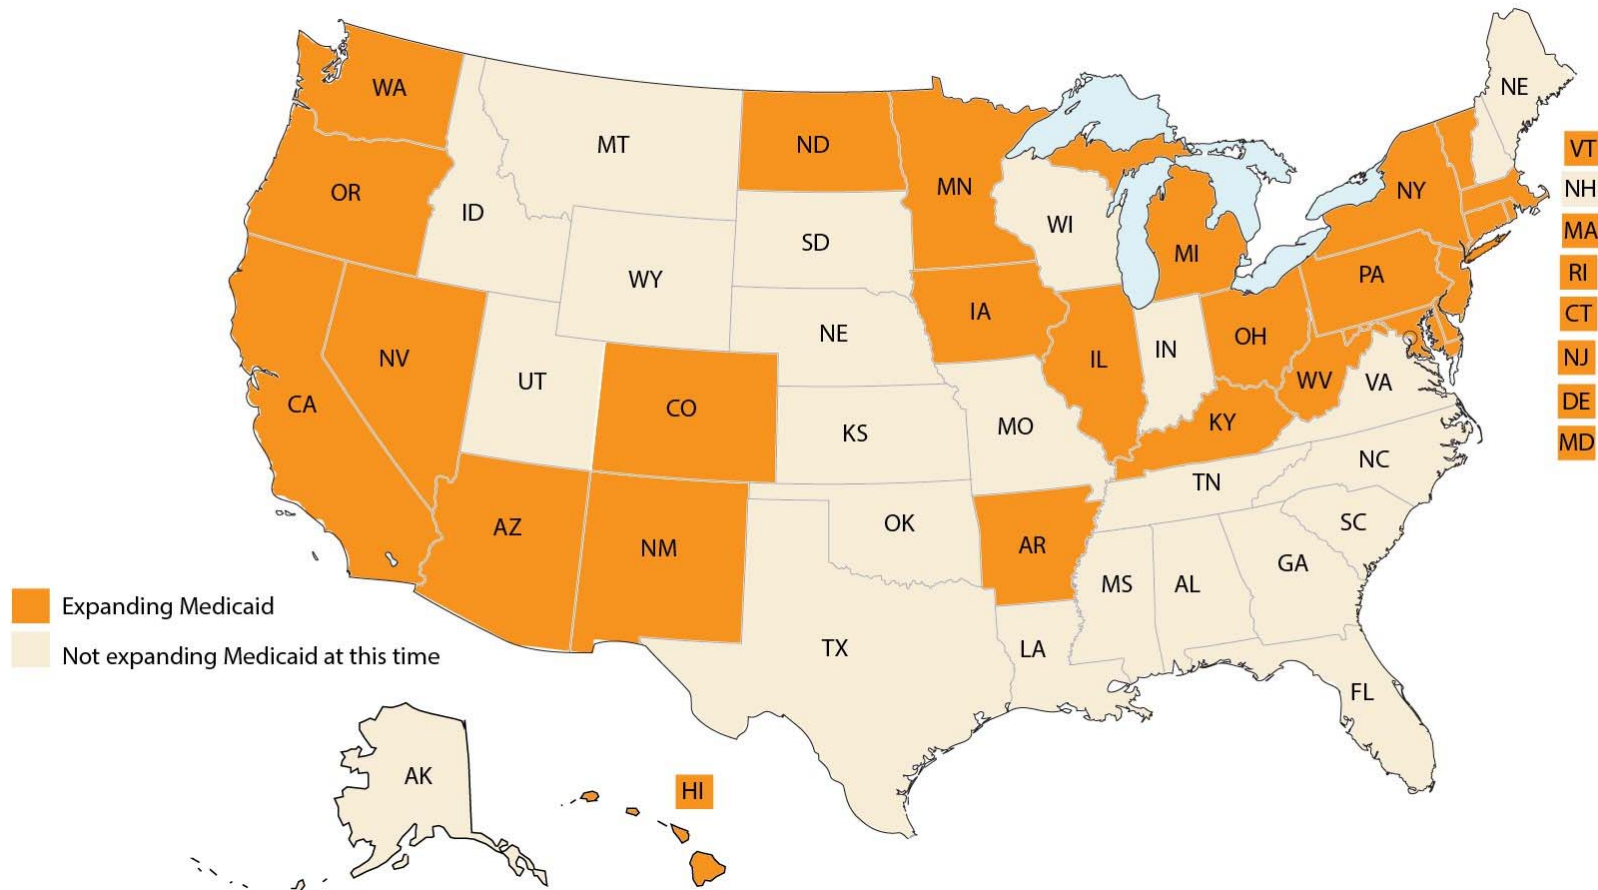 WA
MT
ND
MN
OR
ID
SD
WI
MI
NY
NE
VT
NH
MA
RI
CT
NJ
DE
MD
WY
NE
IA
PA
NV
UT
CO
CA
KS
MO
IL
IN
OH
WV
VA
KY
NC
TN
AZ
NM
OK
AR
SC
MS
AL
GA
TX
LA
FL
Expanding Medicaid
Not expanding Medicaid at this time
AK
HI